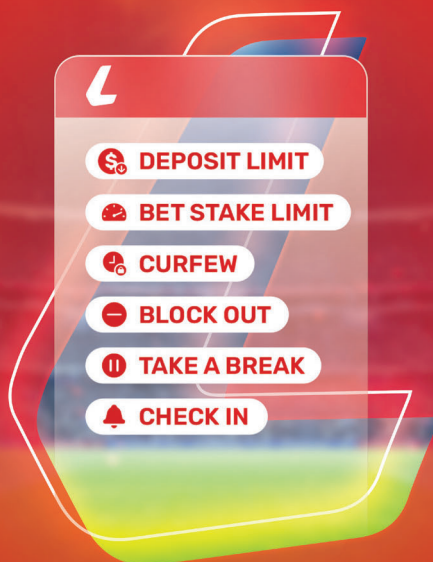 L
DEPOSIT LIMIT
BET STAKE LIMIT
CURFEW
BLOCK OUT
TAKE A BREAK
CHECK IN